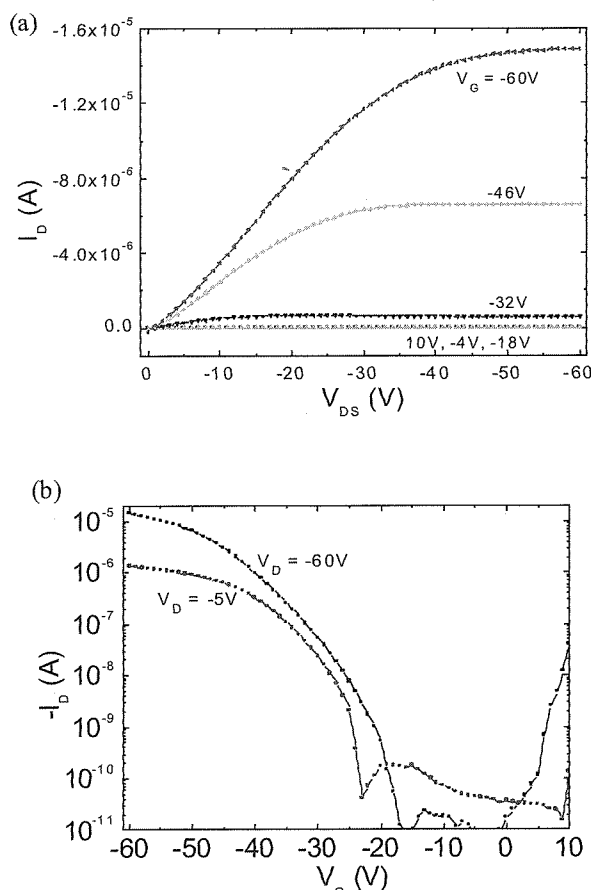 (a)
-1.6x10⁻⁵
-1.2x10⁻⁵
-8.0x10⁻⁶
-4.0x10⁻⁶
0.0
I_D (A)
V_G = -60V
-46V
-32V
10V, -4V, -18V
0 -10 -20 -30 -40 -50 -60
V_DS (V)
(b)
10⁻⁵
10⁻⁶
10⁻⁷
10⁻⁸
10⁻⁹
10⁻¹⁰
10⁻¹¹
-I_D (A)
V_D = -60V
V_D = -5V
-60 -50 -40 -30 -20 -10 0 10
V_G (V)